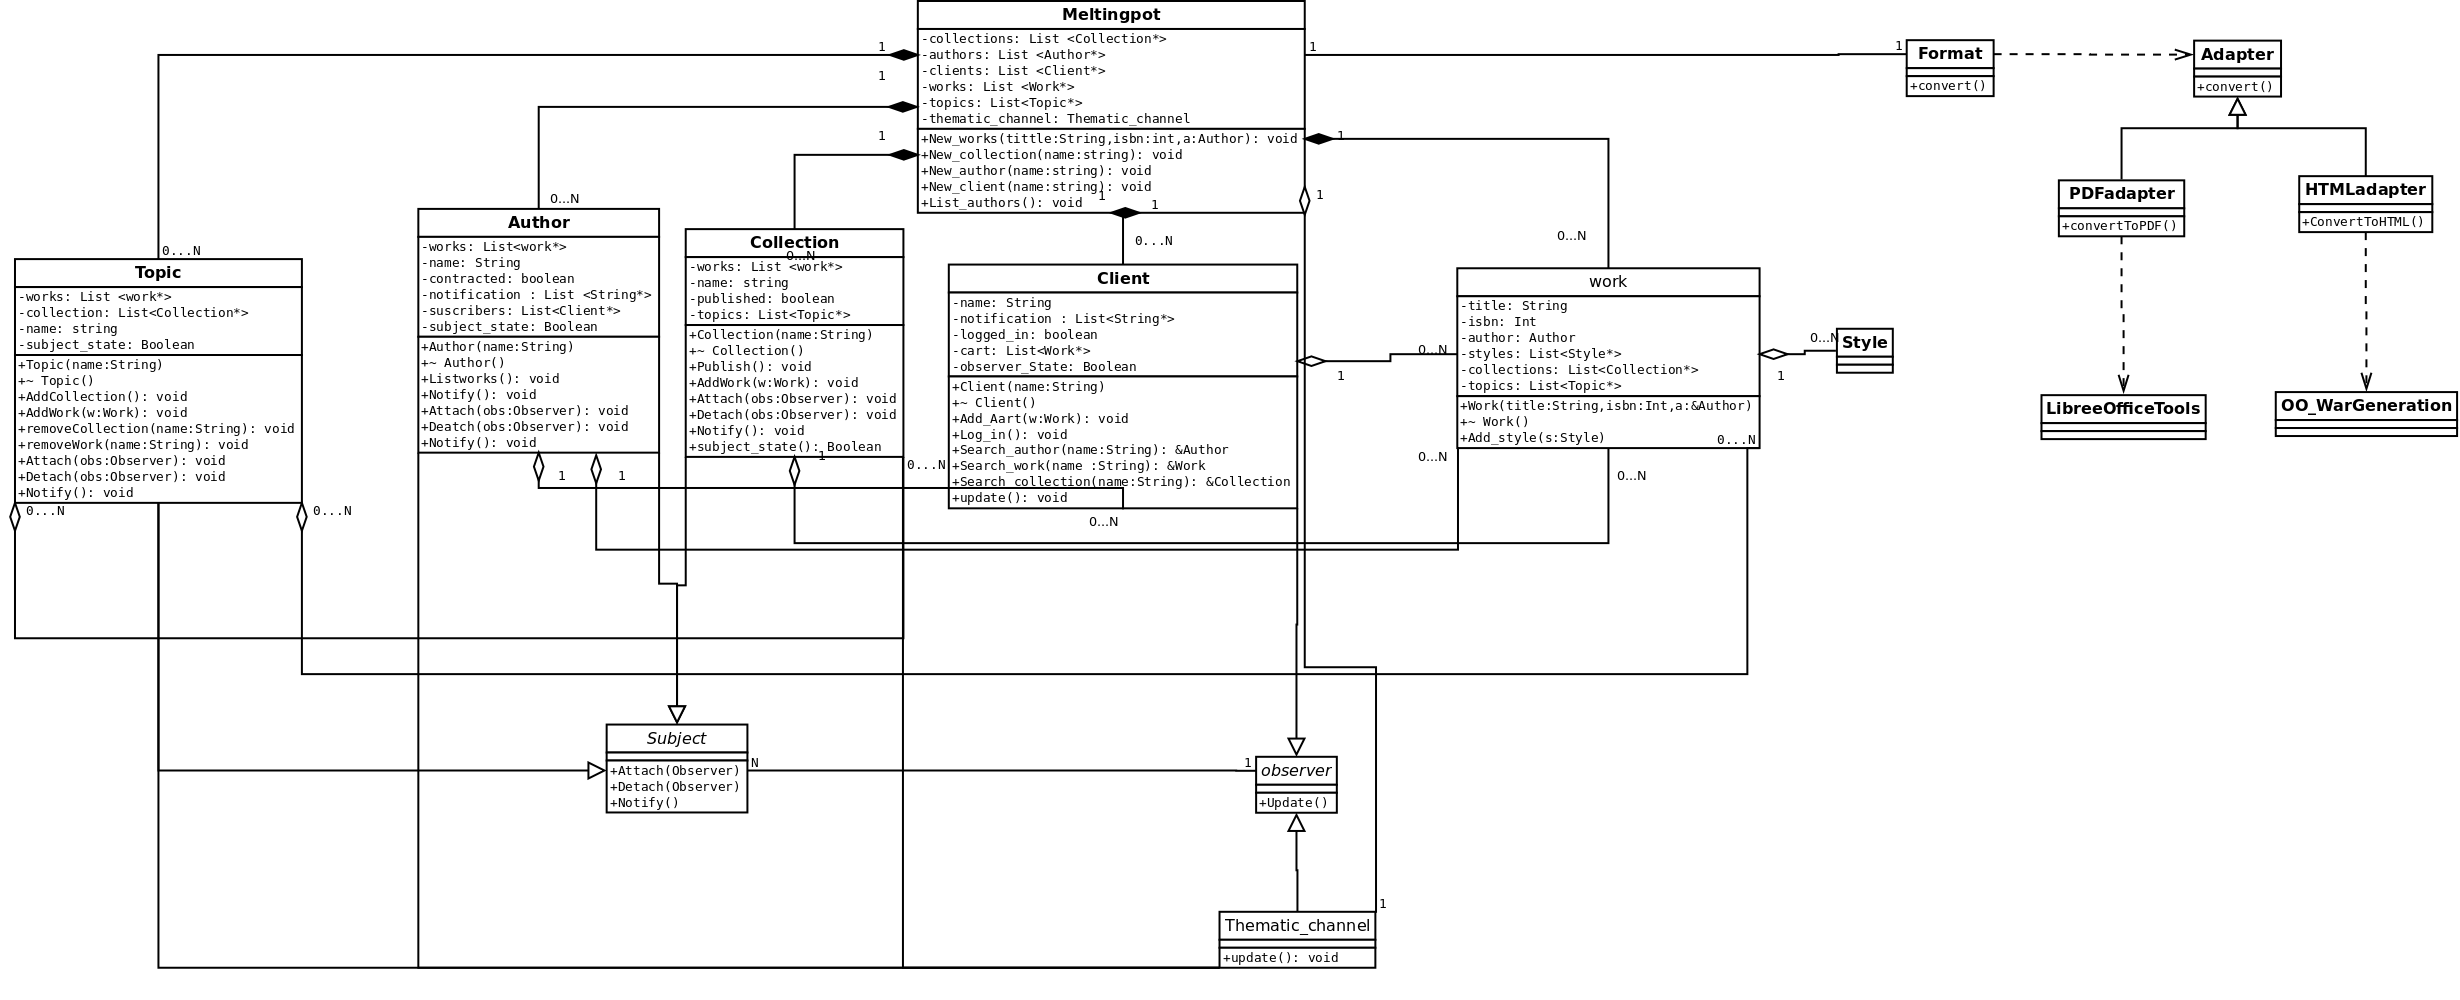 Meltingpot
-collections: List <Collection*>
-authors: List <Author*>
-clients: List <Client*>
-works: List <Work*>
-topics: List<Topic*>
-thematic_channel: Thematic_channel
+New_works(tittle:String,isbn:int,a:Author): void
+New_collection(name:string): void
+New_author(name:string): void
+New_client(name:string): void
+List_authors(): void
1
1
1
1
1
1
1
1
1
Format
+convert()
Adapter
+convert()
PDFadapter
+convertToPDF()
HTMLadapter
+ConvertToHTML()
LibreeOfficeTools
OO_WarGeneration
0...N
Topic
-works: List <work*>
-collection: List<Collection*>
-name: string
-subject_state: Boolean
+Topic(name:String)
+~ Topic()
+AddCollection(): void
+AddWork(w:Work): void
+removeCollection(name:String): void
+removeWork(name:String): void
+Attach(obs:Observer): void
+Detach(obs:Observer): void
+Notify(): void
0...N
0...N
0...N
Author
-works: List<work*>
-name: String
-contracted: boolean
-notification : List <String*>
-suscribers: List<Client*>
-subject_state: Boolean
+Author(name:String)
+~ Author()
+Listworks(): void
+Notify(): void
+Attach(obs:Observer): void
+Deatch(obs:Observer): void
+Notify(): void
1
1
Collection
0...N
-works: List <work*>
-name: string
-published: boolean
-topics: List<Topic*>
+Collection(name:String)
+~ Collection()
+Publish(): void
+AddWork(w:Work): void
+Attach(obs:Observer): void
+Detach(obs:Observer): void
+Notify(): void
+subject_state(): Boolean
1
0...N
0...N
Client
-name: String
-notification : List<String*>
-logged_in: boolean
-cart: List<Work*>
-observer_State: Boolean
+Client(name:String)
+~ Client()
+Add_Aart(w:Work): void
+Log_in(): void
+Search_author(name:String): &Author
+Search_work(name :String): &Work
+Search_collection(name:String): &Collection
+update(): void
0...N
1
0...N
0...N
work
-title: String
-isbn: Int
-author: Author
-styles: List<Style*>
-collections: List<Collection*>
-topics: List<Topic*>
+Work(title:String,isbn:Int,a:&Author)
+~ Work()
+Add_style(s:Style)
0...N
0...N
0...N
1
0...N
Style
Subject
+Attach(Observer)
+Detach(Observer)
+Notify()
N
1
observer
+Update()
1
Thematic_channel
+update(): void